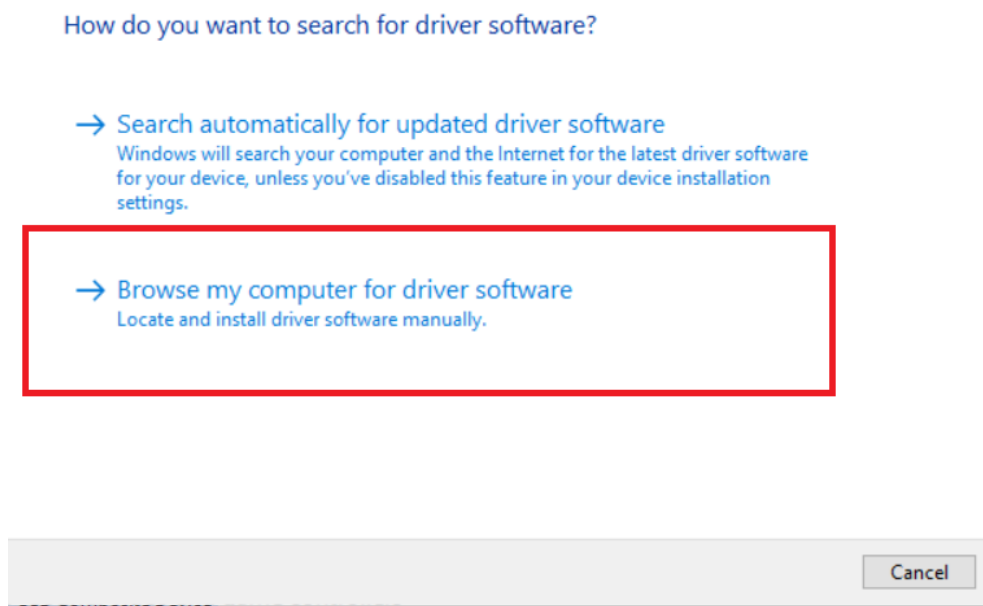 How do you want to search for driver software?
→ Search automatically for updated driver software
Windows will search your computer and the Internet for the latest driver software
for your device, unless you've disabled this feature in your device installation
settings.
→ Browse my computer for driver software
Locate and install driver software manually.
Cancel